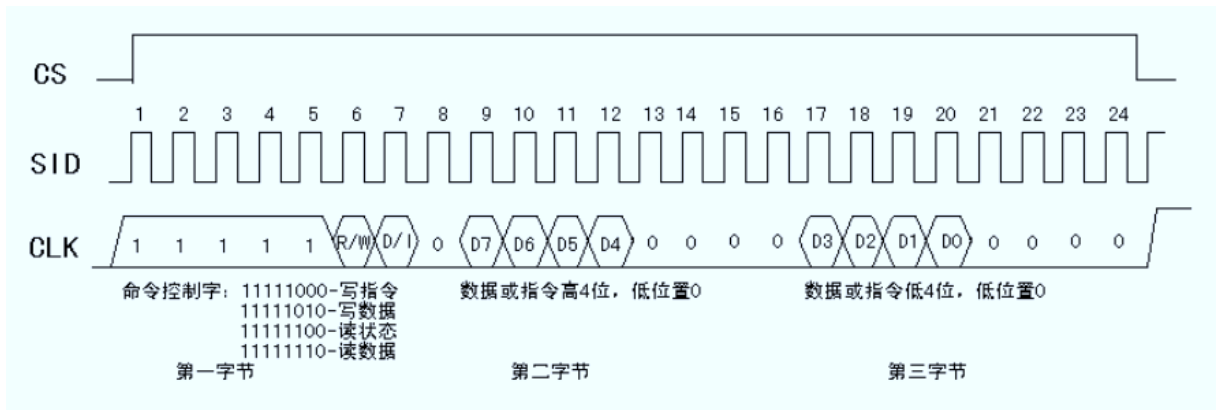 CS
1 2 3 4 5 6 7 8 9 10 11 12 13 14 15 16 17 18 19 20 21 22 23 24
SID
CLK 1 1 1 1 1 R/W D/I 0 D7 D6 D5 D4 0 0 0 0 D3 D2 D1 D0 0 0 0 0
命令控制字: 11111000-写指令 数据或指令高4位, 低位置0 数据或指令低4位, 低位置0
11111010-写数据
11111100-读状态
11111110-读数据
第一字节 第二字节 第三字节